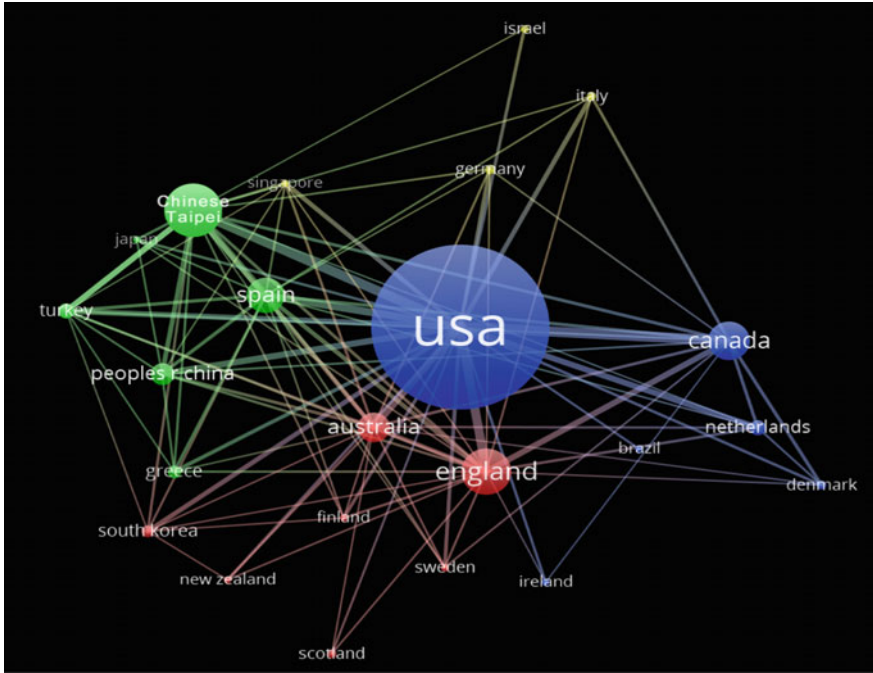 israel
italy
germany
singapore
Chinese
Taipei
japan
spain
turkey
usa
canada
peoples r china
australia
netherlands
brazil
england
greece
denmark
finland
south korea
sweden
new zealand
ireland
scotland